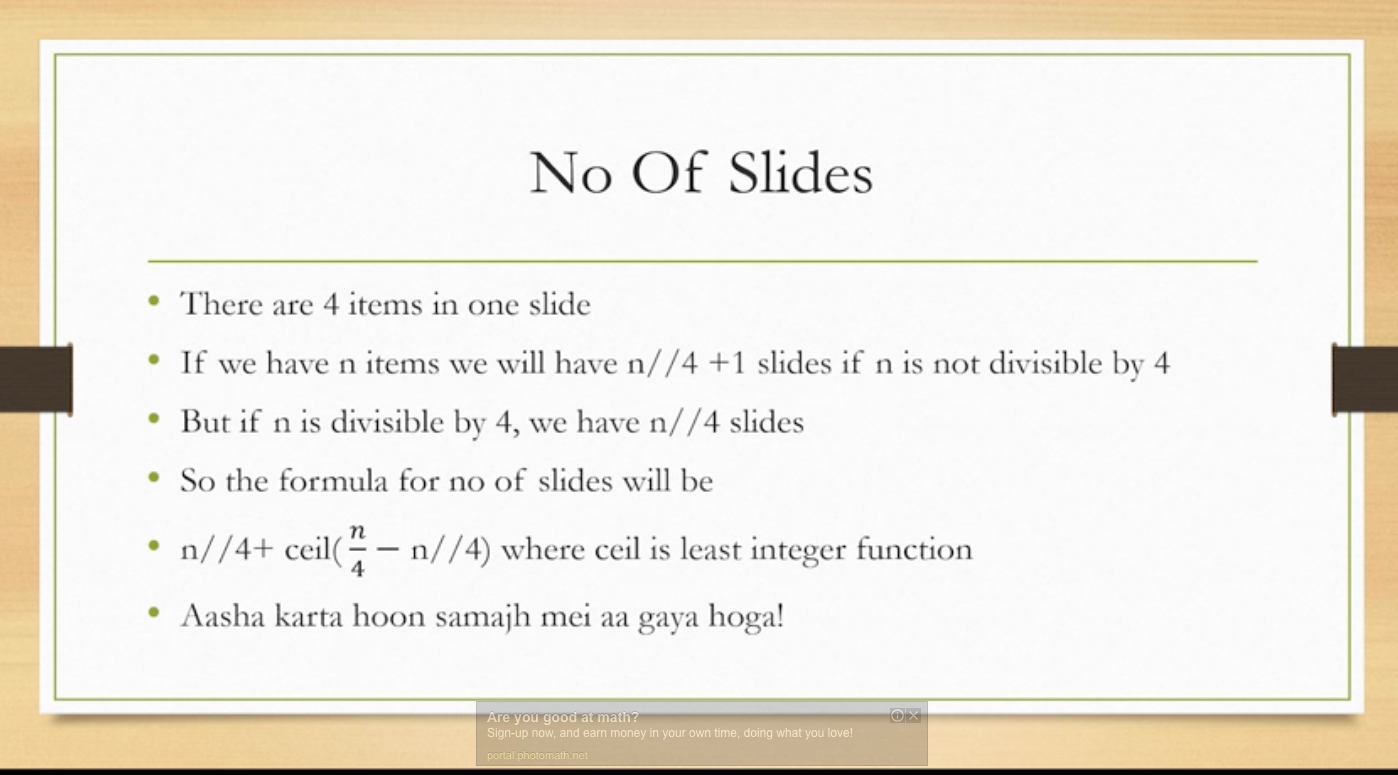 No Of Slides
• There are 4 items in one slide
• If we have n items we will have n//4 +1 slides if n is not divisible by 4
• But if n is divisible by 4, we have n//4 slides
• So the formula for no of slides will be
• n//4+ ceil(n/4 − n//4) where ceil is least integer function
• Aasha karta hoon samajh mei aa gaya hoga!
Are you good at math?
Sign-up now, and earn money in your own time, doing what you love!
portal.photomath.net